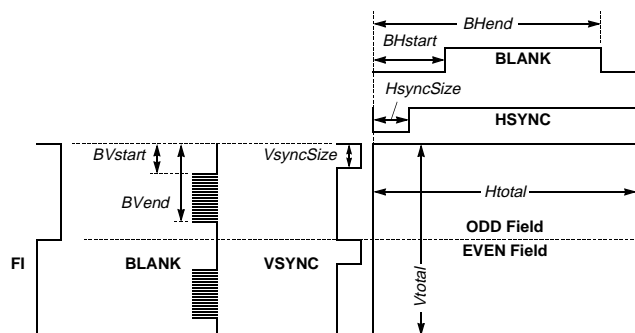 BHend
BHstart
BLANK
HsyncSize
HSYNC
BVstart
VsyncSize
BVend
Htotal
ODD Field
EVEN Field
FI
BLANK
VSYNC
Vtotal